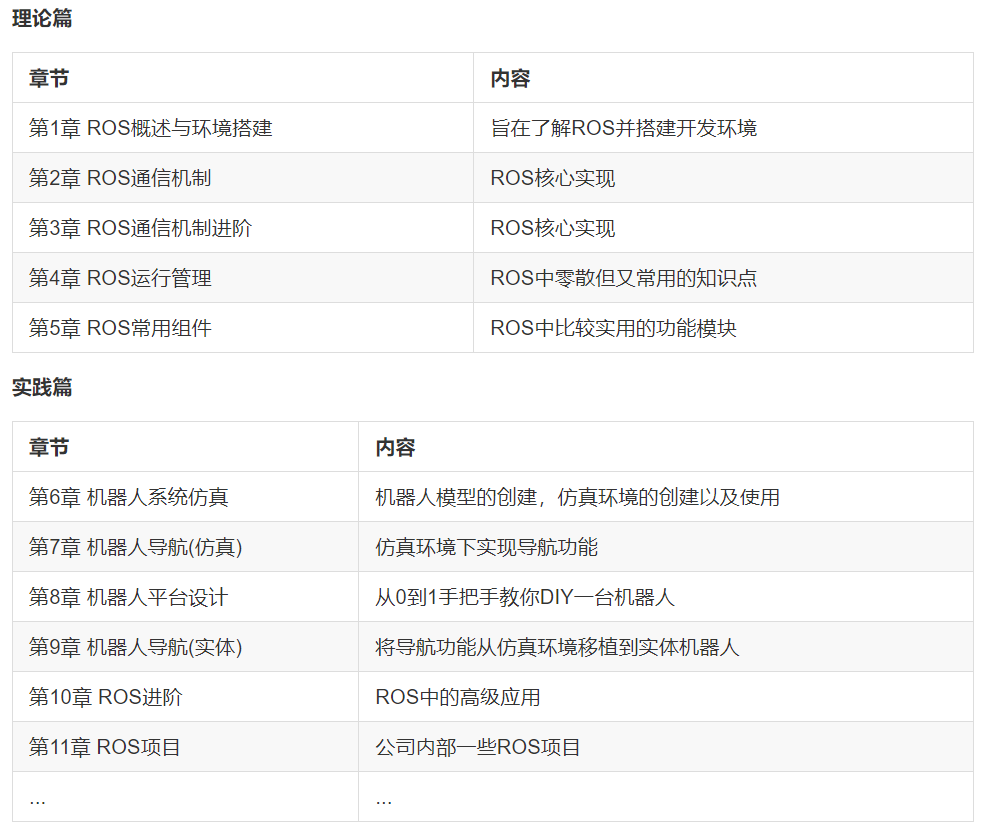 理论篇
章节 内容
第1章 ROS概述与环境搭建 旨在了解ROS并搭建开发环境
第2章 ROS通信机制 ROS核心实现
第3章 ROS通信机制进阶 ROS核心实现
第4章 ROS运行管理 ROS中零散但又常用的知识点
第5章 ROS常用组件 ROS中比较实用的功能模块
实践篇
章节 内容
第6章 机器人系统仿真 机器人模型的创建，仿真环境的创建以及使用
第7章 机器人导航(仿真) 仿真环境下实现导航功能
第8章 机器人平台设计 从0到1手把手教你DIY一台机器人
第9章 机器人导航(实体) 将导航功能从仿真环境移植到实体机器人
第10章 ROS进阶 ROS中的高级应用
第11章 ROS项目 公司内部一些ROS项目
... ...